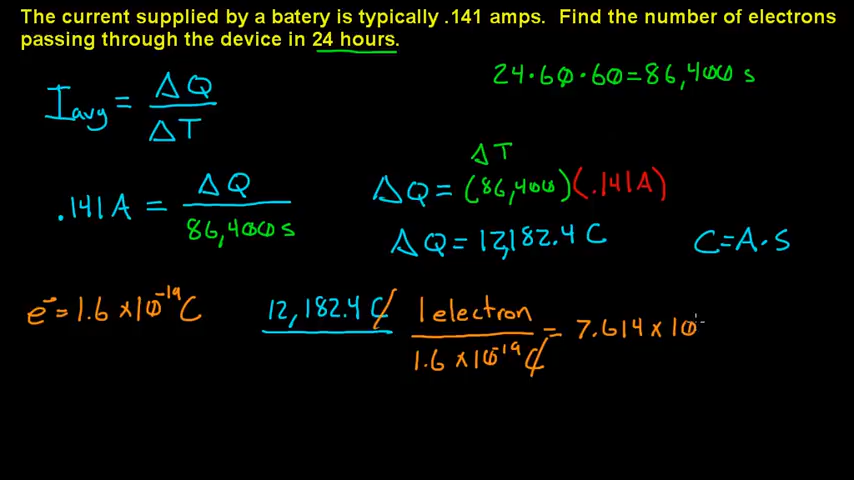 The current supplied by a batery is typically .141 amps. Find the number of electrons
passing through the device in 24 hours.
24·60·60=86,400 s
I avg = ΔQ / ΔT
ΔT
.141A = ΔQ / 86,400 s
ΔQ = (86,400)(.141A)
ΔQ = 12,182.4 C
C=A·S
e⁻ = 1.6 ×10⁻¹⁹ C
12,182.4 C 1 electron / 1.6 ×10⁻¹⁹ C = 7.614 × 10